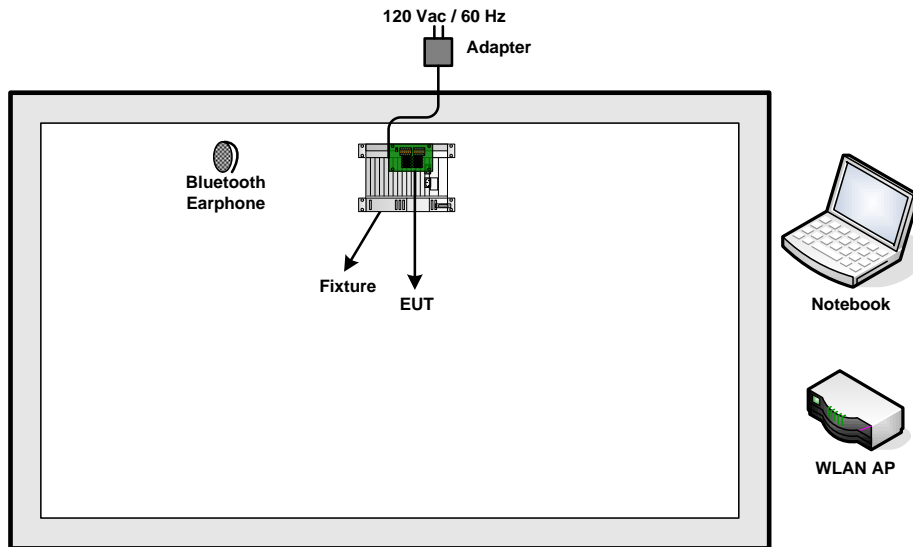 120 Vac / 60 Hz
Adapter
Bluetooth
Earphone
Fixture
EUT
Notebook
WLAN AP